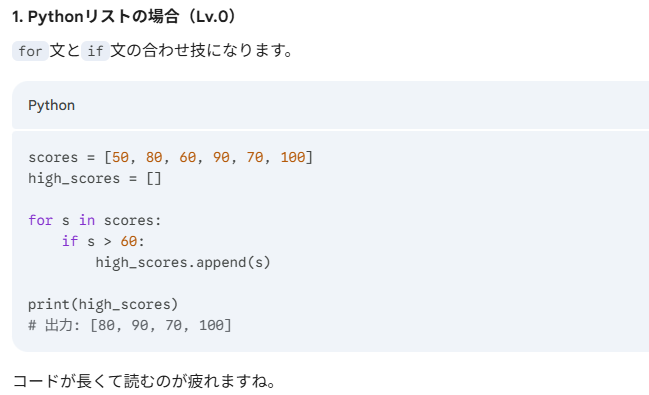 1. Pythonリストの場合（Lv.0）
for 文と if 文の合わせ技になります。
Python
scores = [50, 80, 60, 90, 70, 100]
high_scores = []
for s in scores:
    if s > 60:
        high_scores.append(s)
print(high_scores)
# 出力: [80, 90, 70, 100]
コードが長くて読むのが疲れますね。